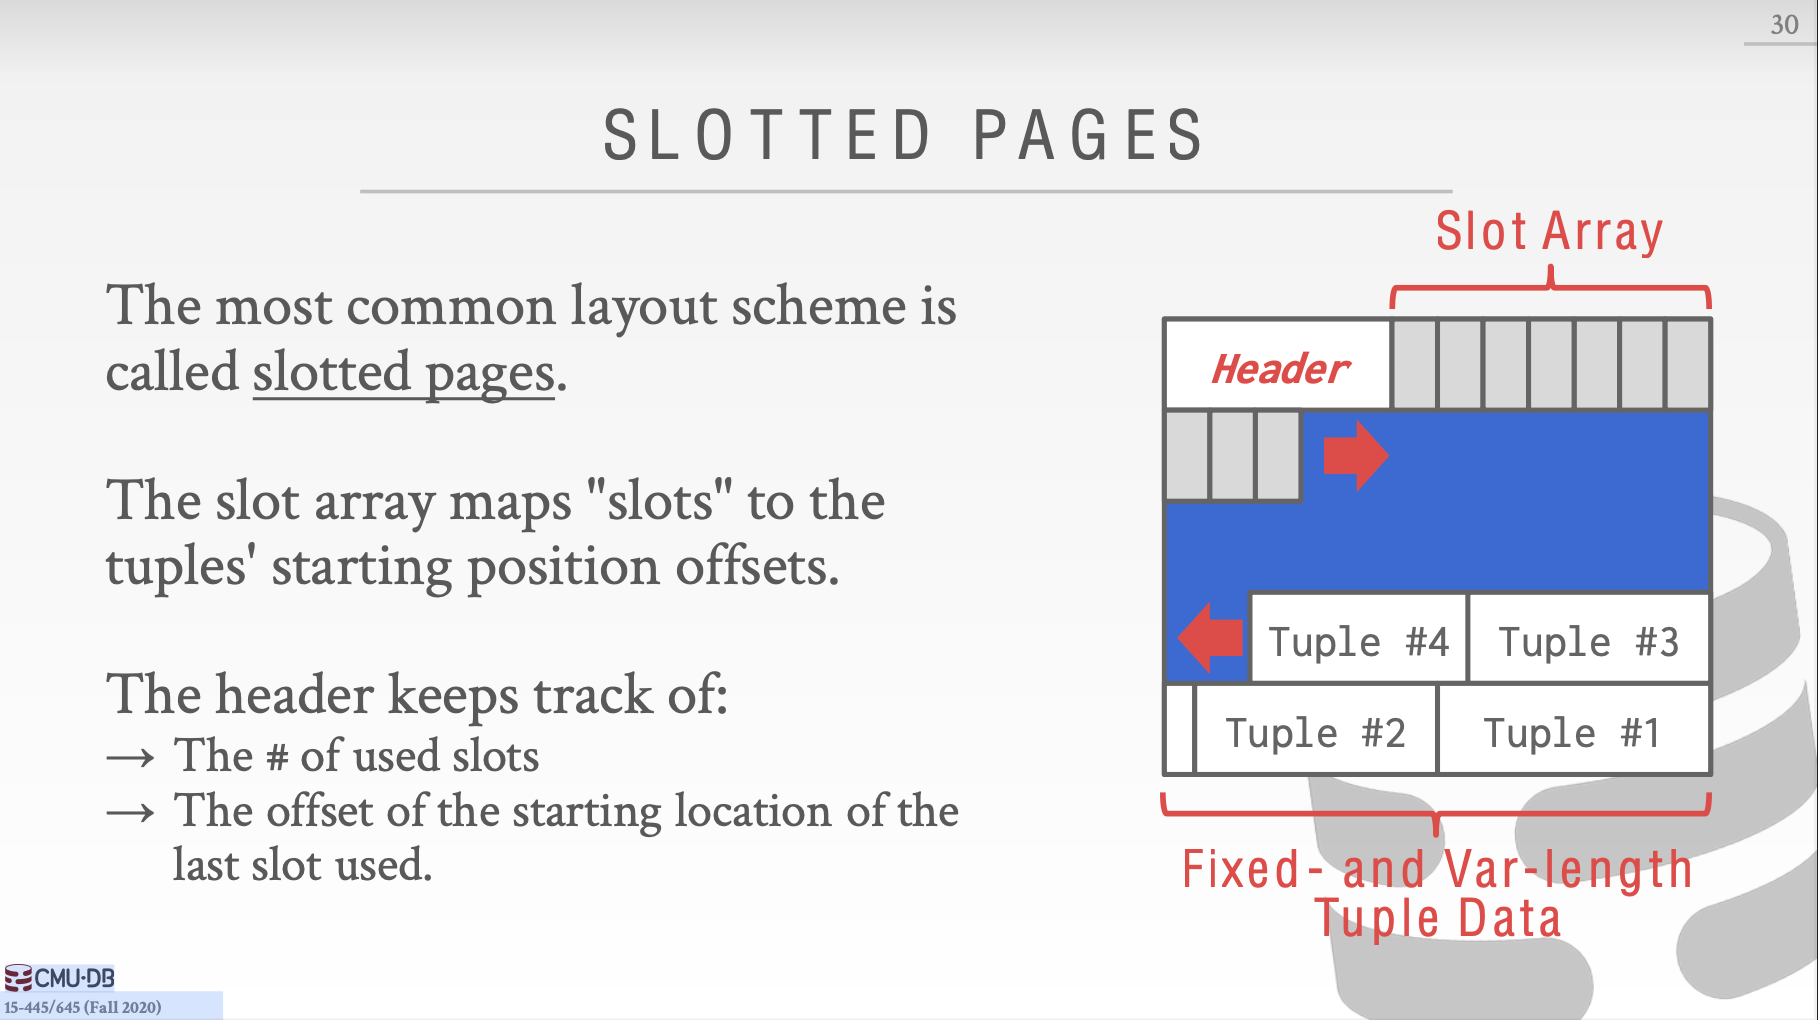 30
SLOTTED PAGES
The most common layout scheme is
called slotted pages.
The slot array maps "slots" to the
tuples' starting position offsets.
The header keeps track of:
→ The # of used slots
→ The offset of the starting location of the
last slot used.
Slot Array
Header
Tuple #4 Tuple #3
Tuple #2 Tuple #1
Fixed- and Var-length
Tuple Data
CMU·DB
15-445/645 (Fall 2020)